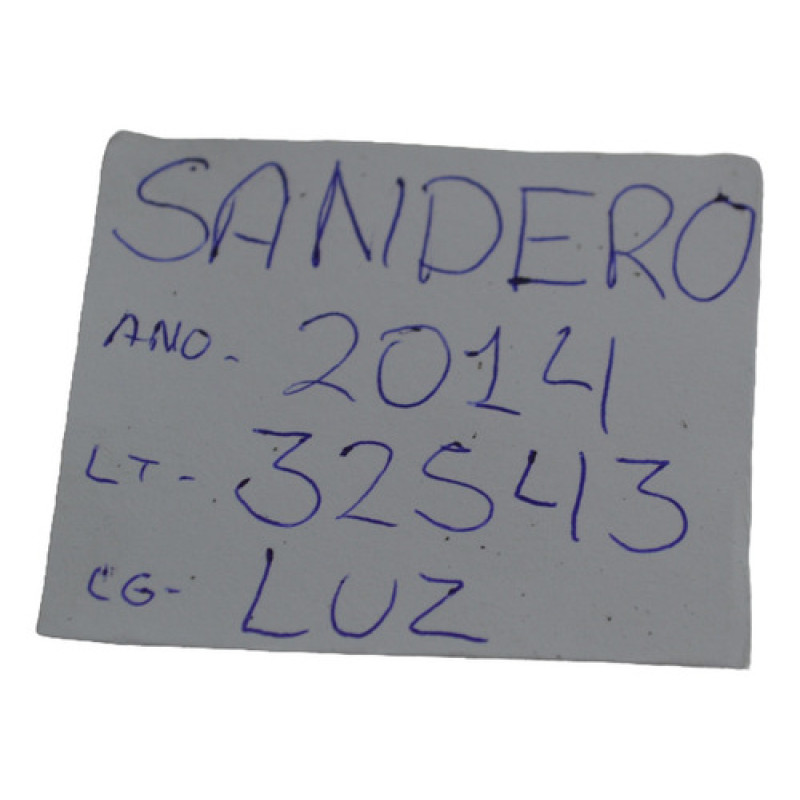 SANDERO
ANO- 2014
LT- 32543
CG- LUZ